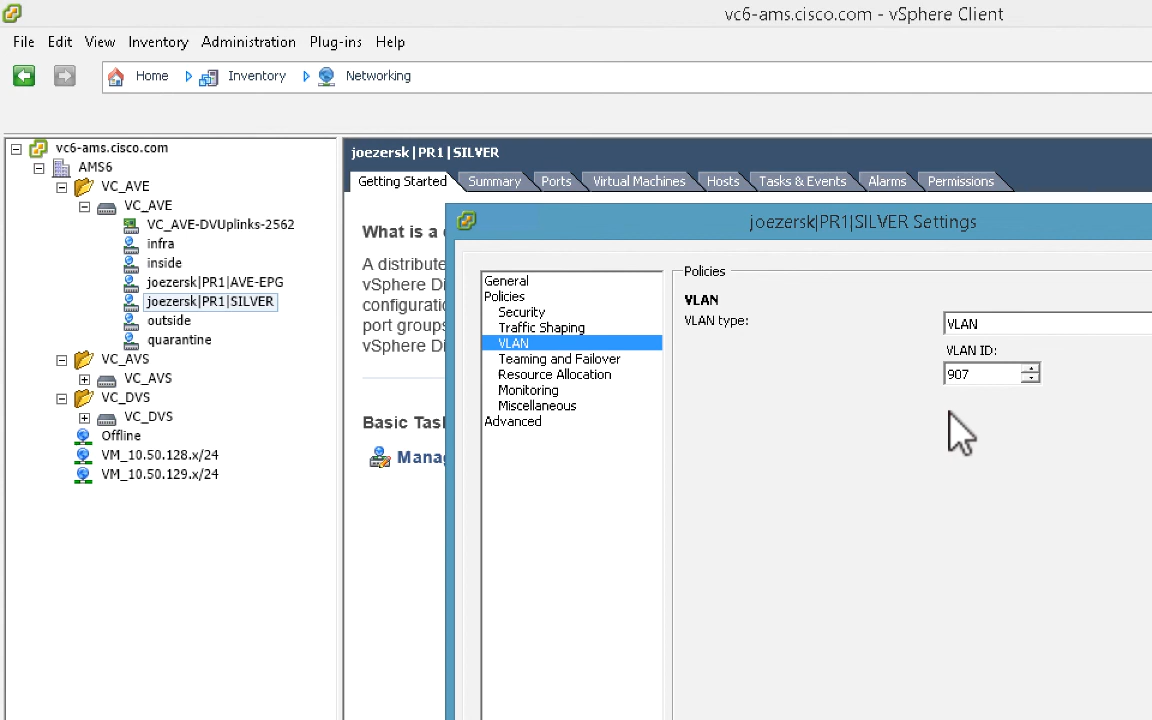 vc6-ams.cisco.com - vSphere Client
File Edit View Inventory Administration Plug-ins Help
Home Inventory Networking
vc6-ams.cisco.com
AMS6
VC_AVE
VC_AVE
VC_AVE-DVUplinks-2562
infra
inside
joezersk|PR1|AVE-EPG
joezersk|PR1|SILVER
outside
quarantine
VC_AVS
VC_AVS
VC_DVS
VC_DVS
Offline
VM_10.50.128.x/24
VM_10.50.129.x/24
joezersk|PR1|SILVER
Getting Started Summary Ports Virtual Machines Hosts Tasks & Events Alarms Permissions
What is a
A distribute
vSphere Di
configuratio
port groups
vSphere Di
Basic Tas
Manag
joezersk|PR1|SILVER Settings
General
Policies
Security
Traffic Shaping
VLAN
Teaming and Failover
Resource Allocation
Monitoring
Miscellaneous
Advanced
Policies
VLAN
VLAN type: VLAN
VLAN ID:
907